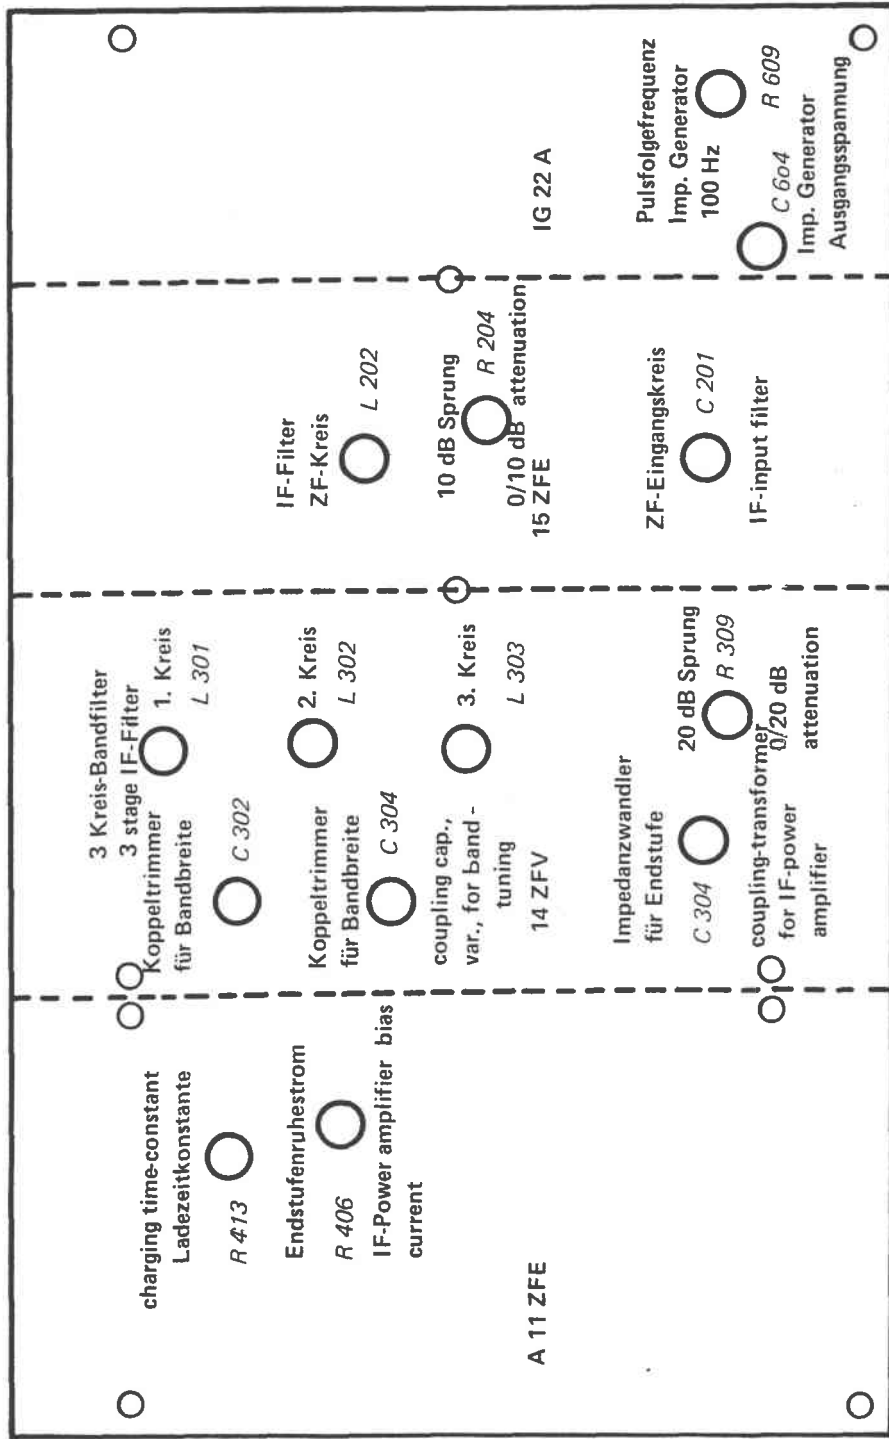 charging time-constant
Ladezeitkonstante
R 413
Endstufenruhestrom
R 406
IF-Power amplifier bias
current
A 11 ZFE
3 Kreis-Bandfilter
3 stage IF-Filter
Koppeltrimmer
für Bandbreite
C 302
1. Kreis
L 301
Koppeltrimmer
für Bandbreite
C 304
2. Kreis
L 302
coupling cap.,
var., for band -
tuning
14 ZFV
3. Kreis
L 303
Impedanzwandler
für Endstufe
C 304
coupling-transformer
for IF-power
amplifier
20 dB Sprung
R 309
0/20 dB
attenuation
IF-Filter
ZF-Kreis
L 202
10 dB Sprung
R 204
0/10 dB attenuation
15 ZFE
ZF-Eingangskreis
C 201
IF-input filter
IG 22 A
Pulsfolgefrequenz
Imp. Generator
100 Hz
R 609
C 604
Imp. Generator
Ausgangsspannung